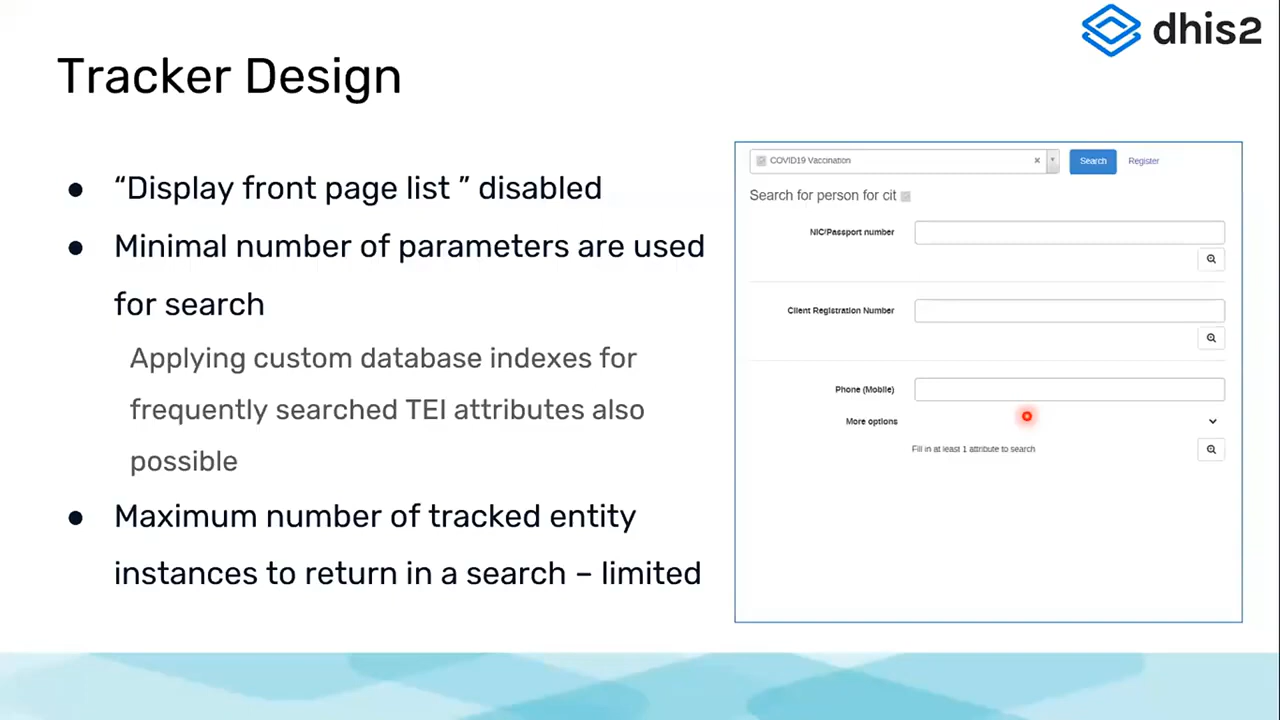 dhis2
Tracker Design
● “Display front page list ” disabled
● Minimal number of parameters are used
for search
Applying custom database indexes for
frequently searched TEI attributes also
possible
● Maximum number of tracked entity
instances to return in a search – limited
COVID19 Vaccination
Search
Register
Search for person for cit
NIC/Passport number
Client Registration Number
Phone (Mobile)
More options
Fill in at least 1 attribute to search